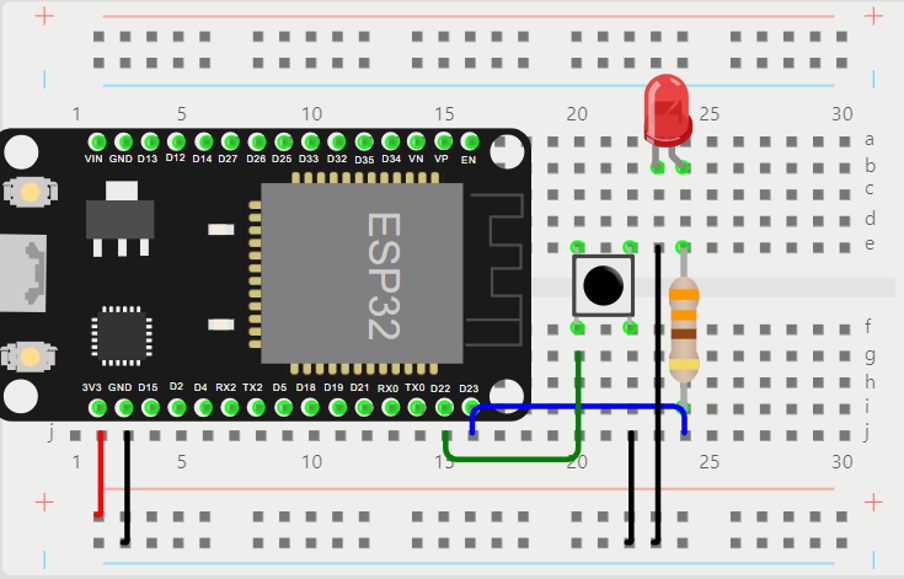 + +
1 5 10 15 20 25 30
a
VIN GND D13 D12 D14 D27 D26 D25 D33 D32 D35 D34 VN VP EN
b
c
d
e
ESP32
f
g
3V3 GND D15 D2 D4 RX2 TX2 D5 D18 D19 D21 RX0 TX0 D22 D23
h
i
j j
1 5 10 15 20 25 30
+ +